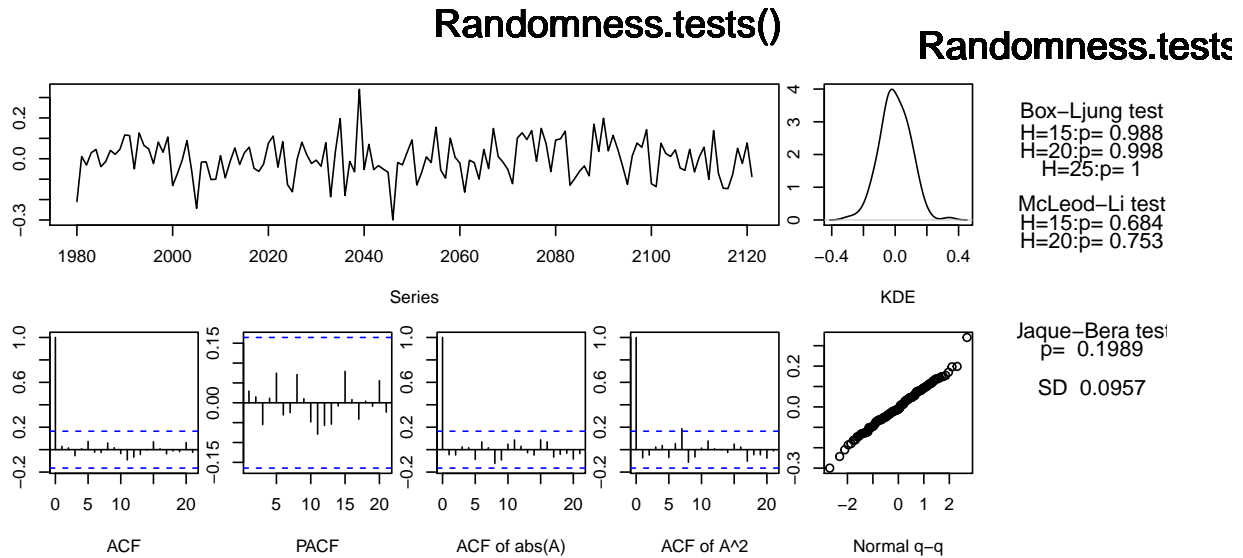 Randomness.tests()
Randomness.tests
0.2
0.0
−0.3
1980 2000 2020 2040 2060 2080 2100 2120
Series
4
3
2
1
0
−0.4 0.0 0.4
KDE
Box−Ljung test
H=15:p= 0.988
H=20:p= 0.998
H=25:p= 1
McLeod−Li test
H=15:p= 0.684
H=20:p= 0.753
1.0
0.6
0.2
−0.2
0 5 10 20
ACF
0.15
0.00
−0.15
5 10 15 20
PACF
1.0
0.6
0.2
−0.2
0 5 10 20
ACF of abs(A)
1.0
0.6
0.2
−0.2
0 5 10 20
ACF of A^2
0.2
0.0
−0.3
−2 0 1 2
Normal q−q
Jaque−Bera test
p= 0.1989
SD 0.0957